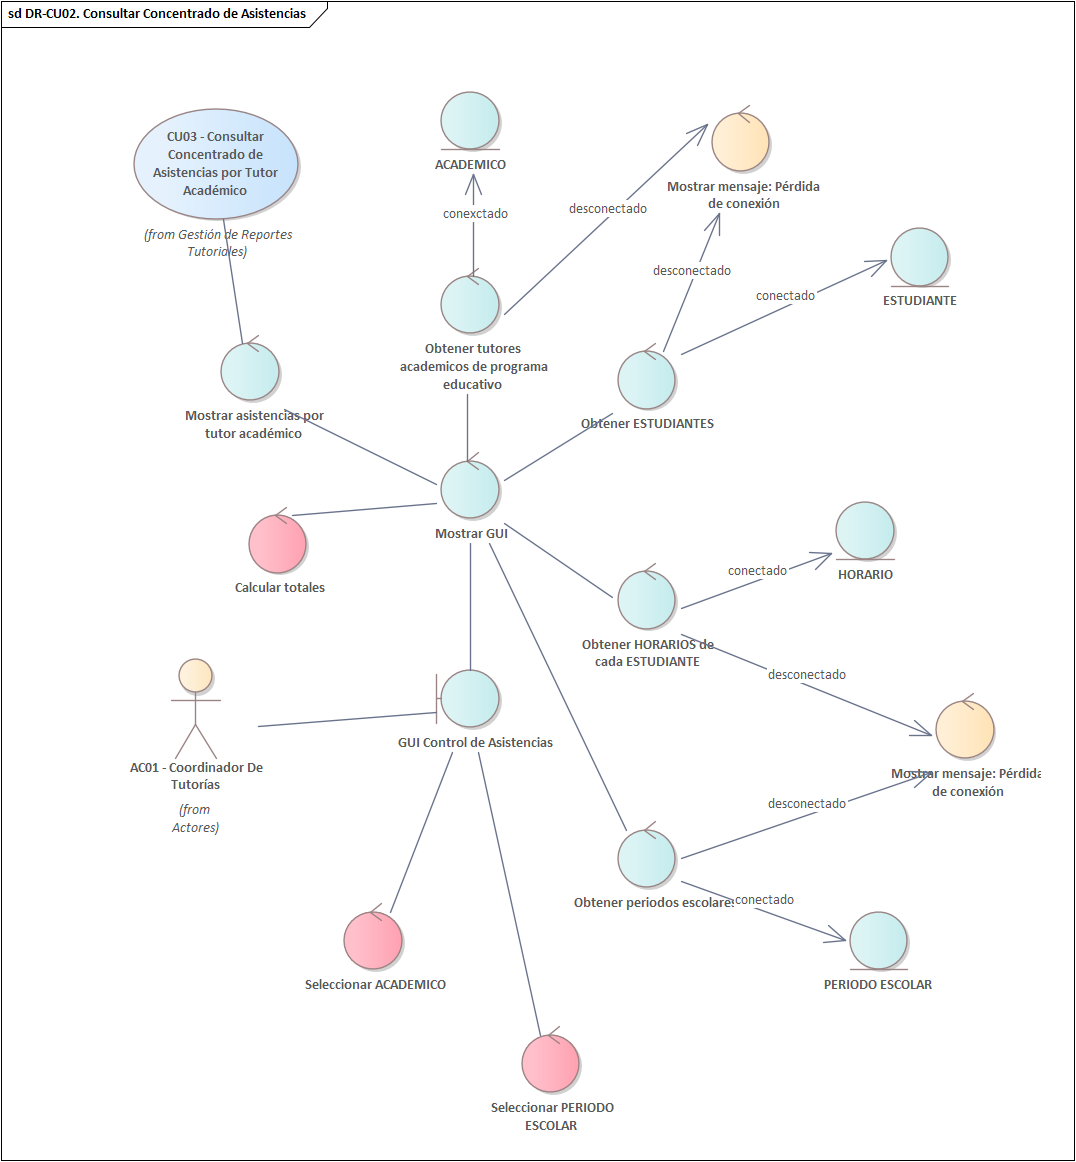 sd DR-CU02. Consultar Concentrado de Asistencias
CU03 - Consultar
Concentrado de
Asistencias por Tutor
Académico
(from Gestión de Reportes
Tutoriales)
ACADEMICO
conexctado
Mostrar mensaje: Pérdida
de conexión
desconectado
desconectado
ESTUDIANTE
conectado
Obtener tutores
academicos de programa
educativo
Obtener ESTUDIANTES
Mostrar asistencias por
tutor académico
Mostrar GUI
Calcular totales
HORARIO
conectado
Obtener HORARIOS de
cada ESTUDIANTE
desconectado
GUI Control de Asistencias
AC01 - Coordinador De
Tutorías
(from
Actores)
Mostrar mensaje: Pérdida
de conexión
desconectado
Obtener periodos escolare
conectado
PERIODO ESCOLAR
Seleccionar ACADEMICO
Seleccionar PERIODO
ESCOLAR